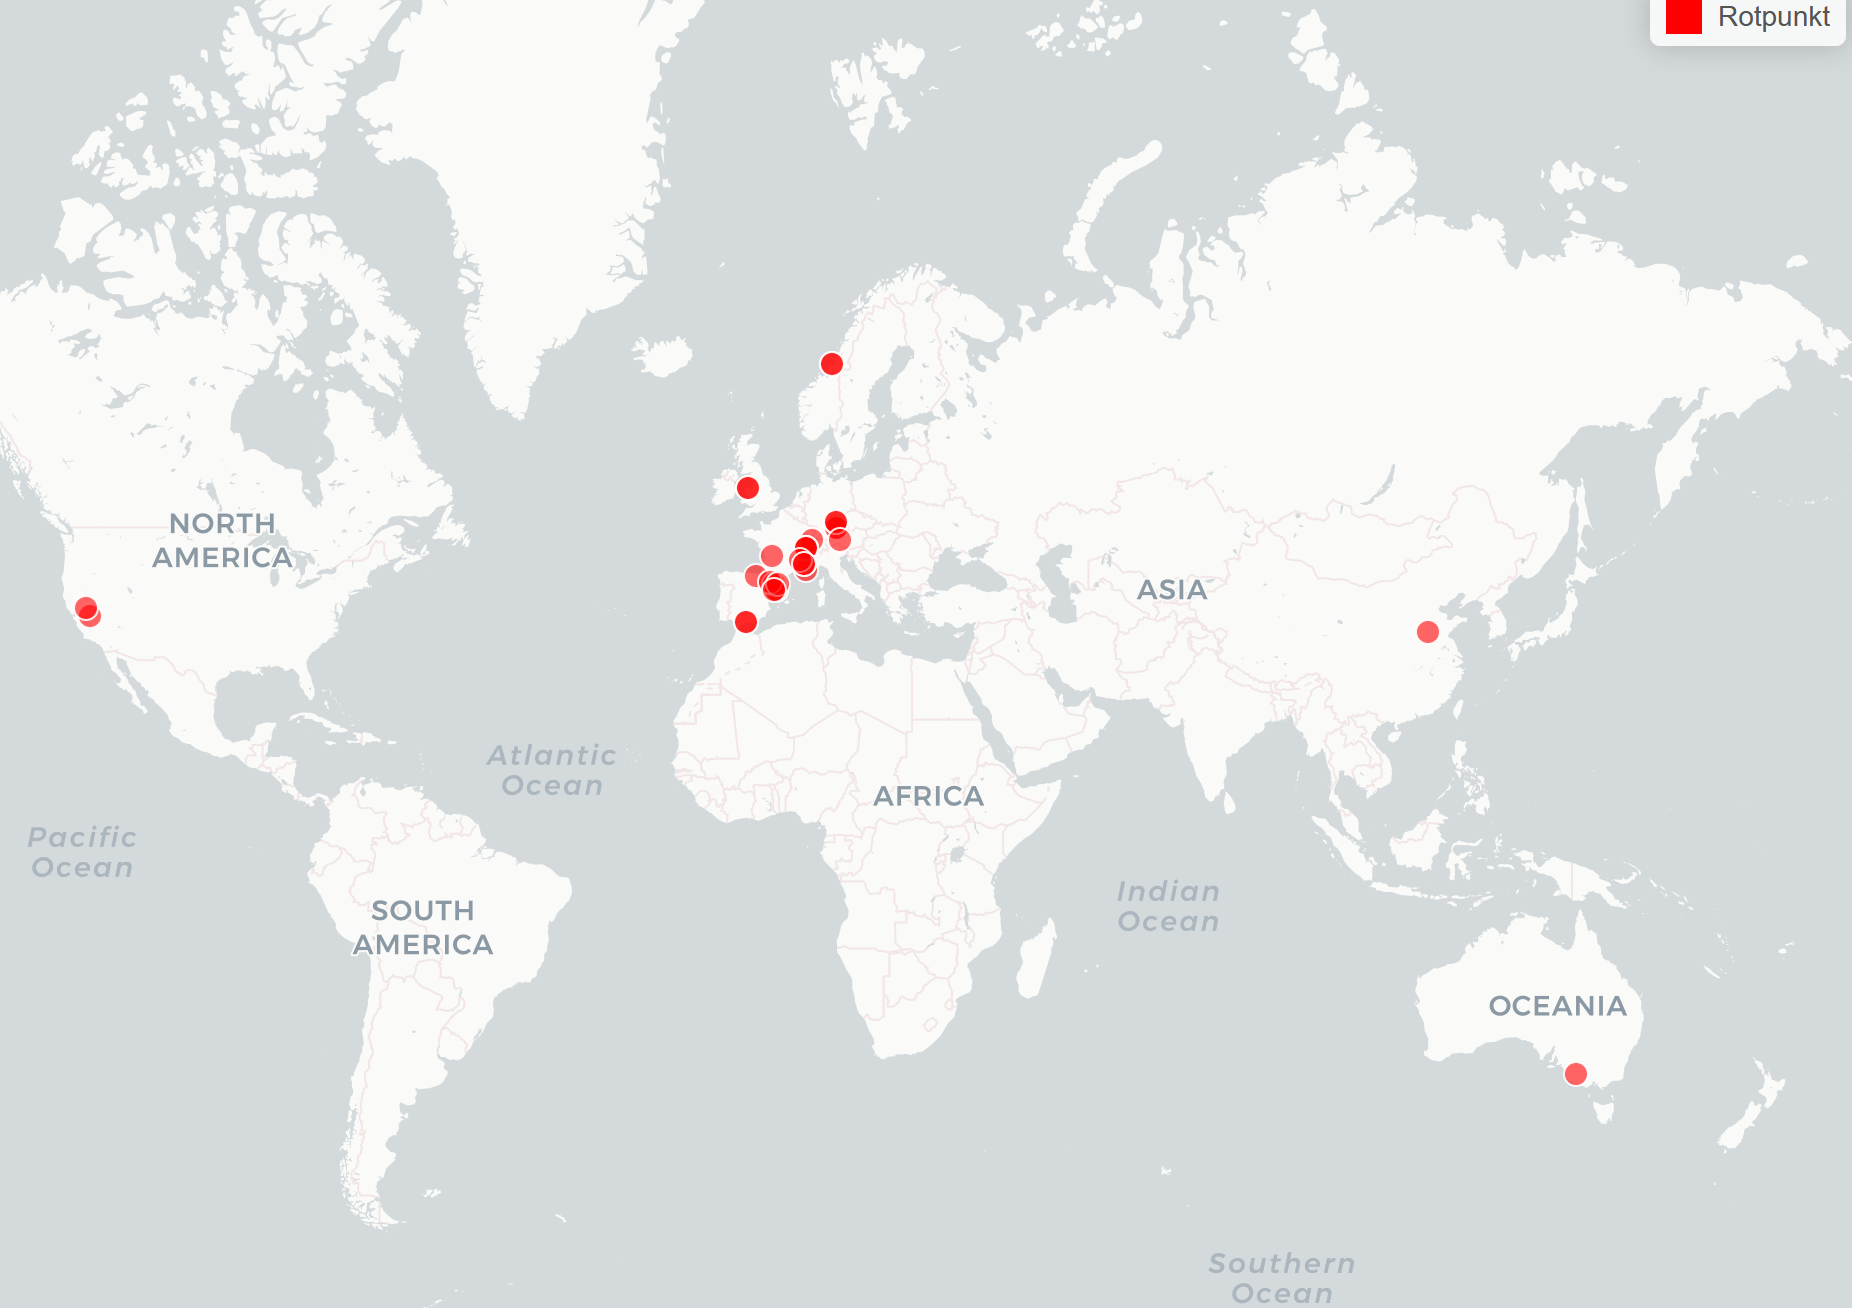 Rotpunkt
NORTH
AMERICA
ASIA
Atlantic
Ocean
AFRICA
Pacific
Ocean
Indian
Ocean
SOUTH
AMERICA
OCEANIA
Southern
Ocean